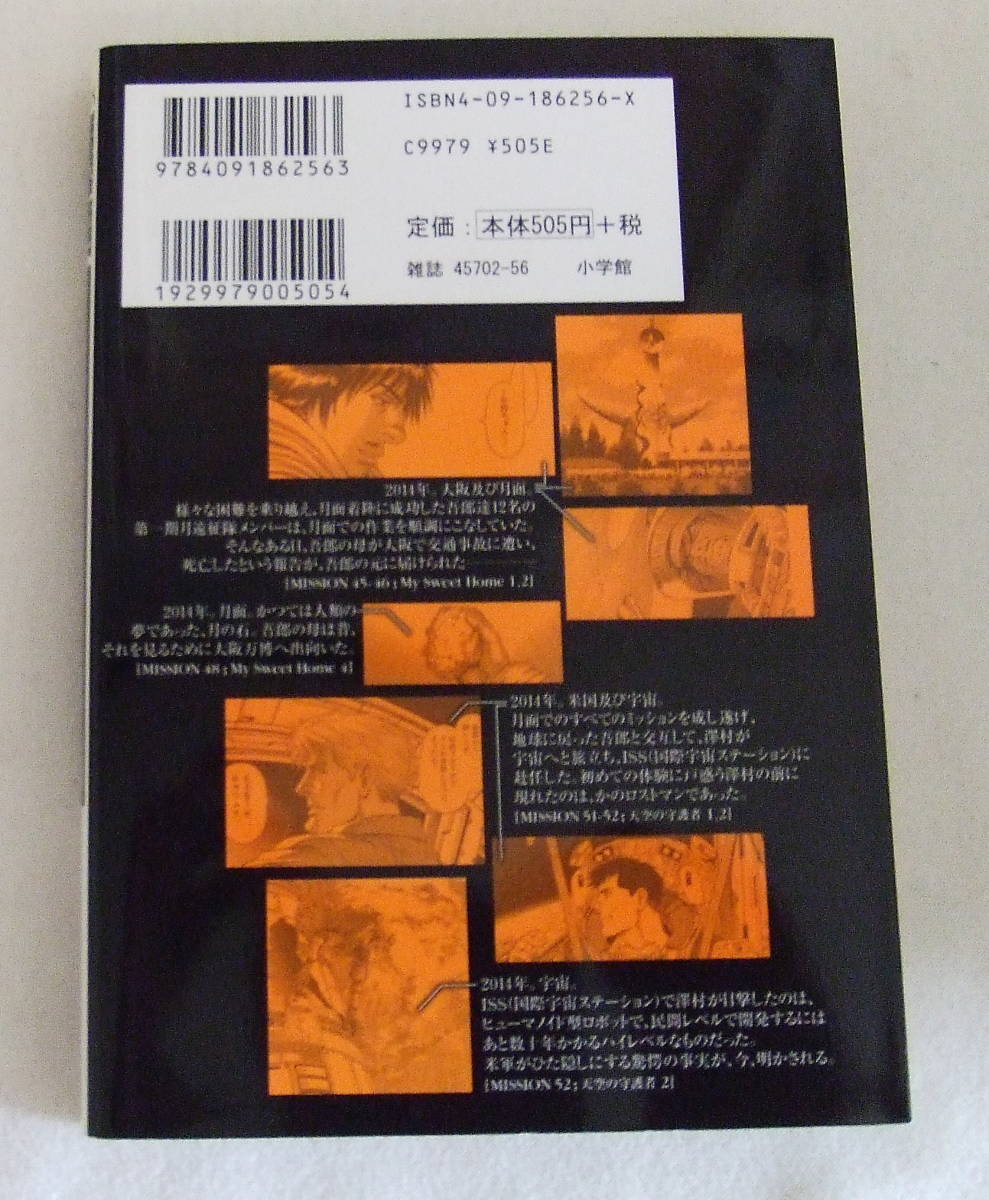 ISBN4-09-186256-X
C9979 ¥505E
9784091862563
定価：本体505円＋税
雑誌 45702-56 小学館
1929979005054
2014年。大阪及び月面。
様々な困難を乗り越え、月面着陸に成功した吾郎達12名の
第一期月遠征隊メンバーは、月面での作業を順調にこなしていた。
そんなある日、吾郎の母が大阪で交通事故に遭い、
死亡したという報告が、吾郎の元に届けられた
[MISSION 45-46；My Sweet Home 1,2]
2014年。月面。かつては人類の
夢であった、月の石。吾郎の母は昔、
それを見るために大阪万博へ出向いた。
[MISSION 48；My Sweet Home 4]
2014年。米国及び宇宙。
月面でのすべてのミッションを成し遂げ、
地球に戻った吾郎と交互して、澤村が
宇宙へと旅立ち、ISS(国際宇宙ステーション)に
赴任した。初めての体験に戸惑う澤村の前に
現れたのは、かのロストマンであった。
[MISSION 51-52；天空の守護者 1,2]
2014年。宇宙。
ISS(国際宇宙ステーション)で澤村が目撃したのは、
ヒューマノイド型ロボットで、民間レベルで開発するには
あと数十年かかるハイレベルなものだった。
米軍がひた隠しにする驚愕の事実が、今、明かされる。
[MISSION 52；天空の守護者 2]